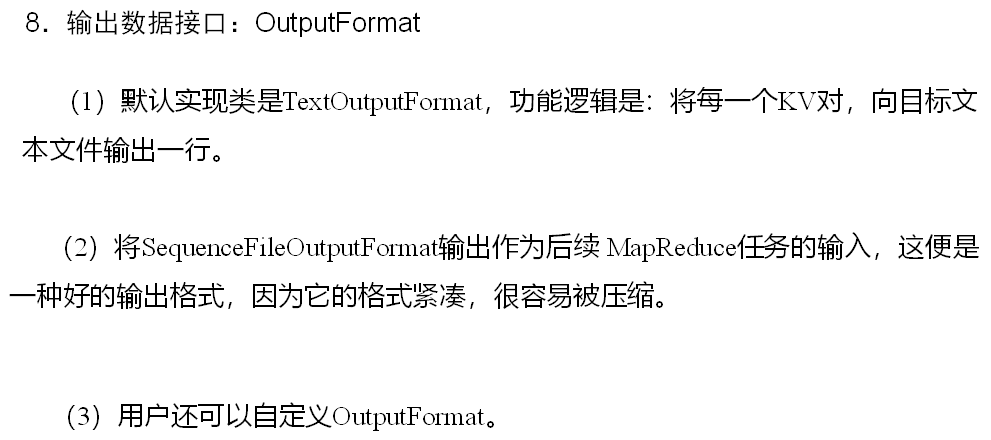 8．输出数据接口：OutputFormat
（1）默认实现类是TextOutputFormat，功能逻辑是：将每一个KV对，向目标文
本文件输出一行。
（2）将SequenceFileOutputFormat输出作为后续 MapReduce任务的输入，这便是
一种好的输出格式，因为它的格式紧凑，很容易被压缩。
（3）用户还可以自定义OutputFormat。